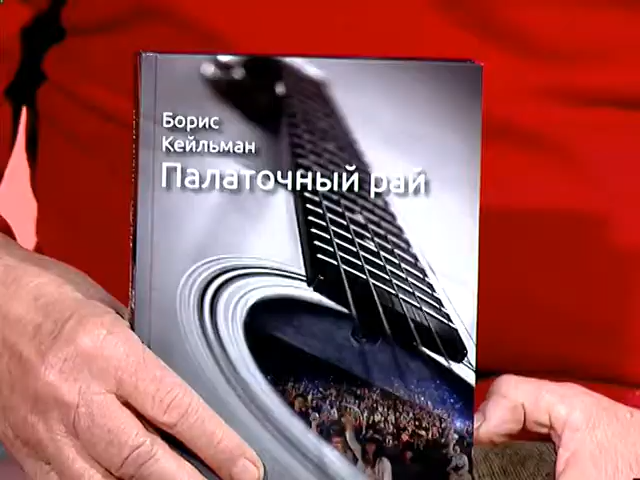 Борис
Кейльман
Палаточный рай